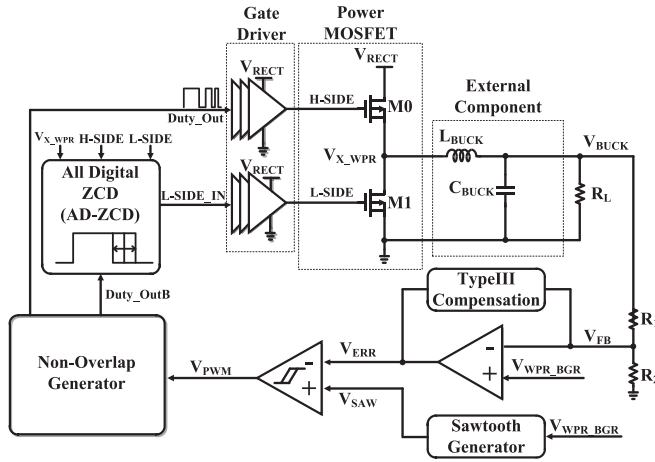 Gate
Driver
Power
MOSFET
V_RECT
V_RECT
External
Component
Duty_Out
H-SIDE
M0
V_X_WPR H-SIDE L-SIDE
V_X_WPR
L_BUCK
V_BUCK
All Digital
ZCD
(AD-ZCD)
L-SIDE_IN
V_RECT
L-SIDE
M1
C_BUCK
R_L
Duty_OutB
TypeIII
Compensation
Non-Overlap
Generator
V_PWM
V_ERR
-
+
V_SAW
-
+
V_FB
V_WPR_BGR
R
R
Sawtooth
Generator
V_WPR_BGR